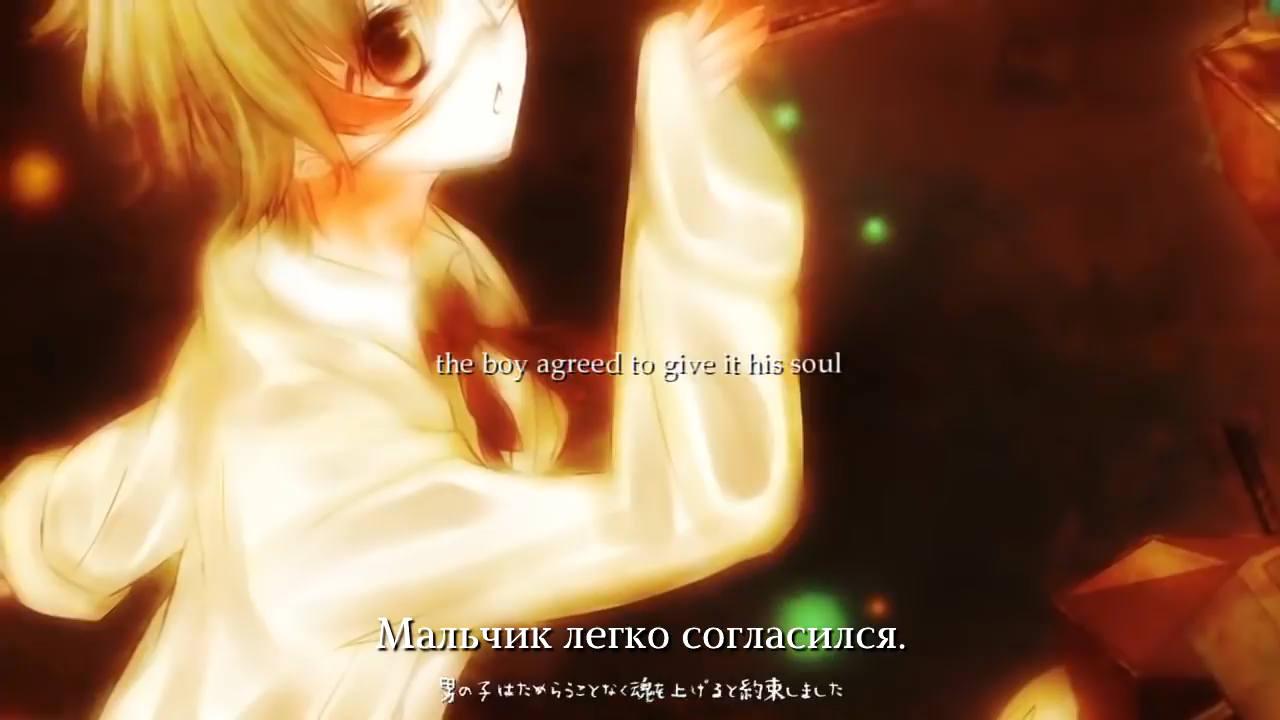 the boy agreed to give it his soul
Мальчик легко согласился.
男の子はためらうことなく魂を上げると約束しました